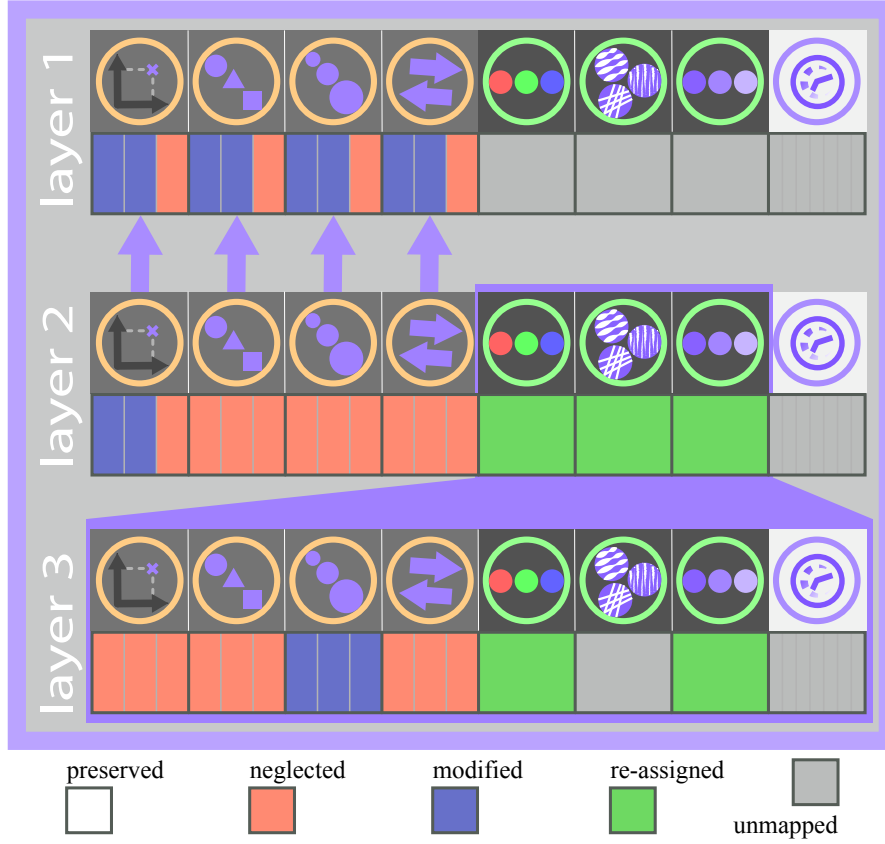 layer 1
layer 2
layer 3
preserved
neglected
modified
re-assigned
unmapped